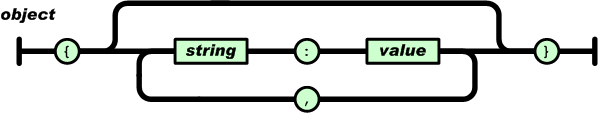 object
{ string : value }
,